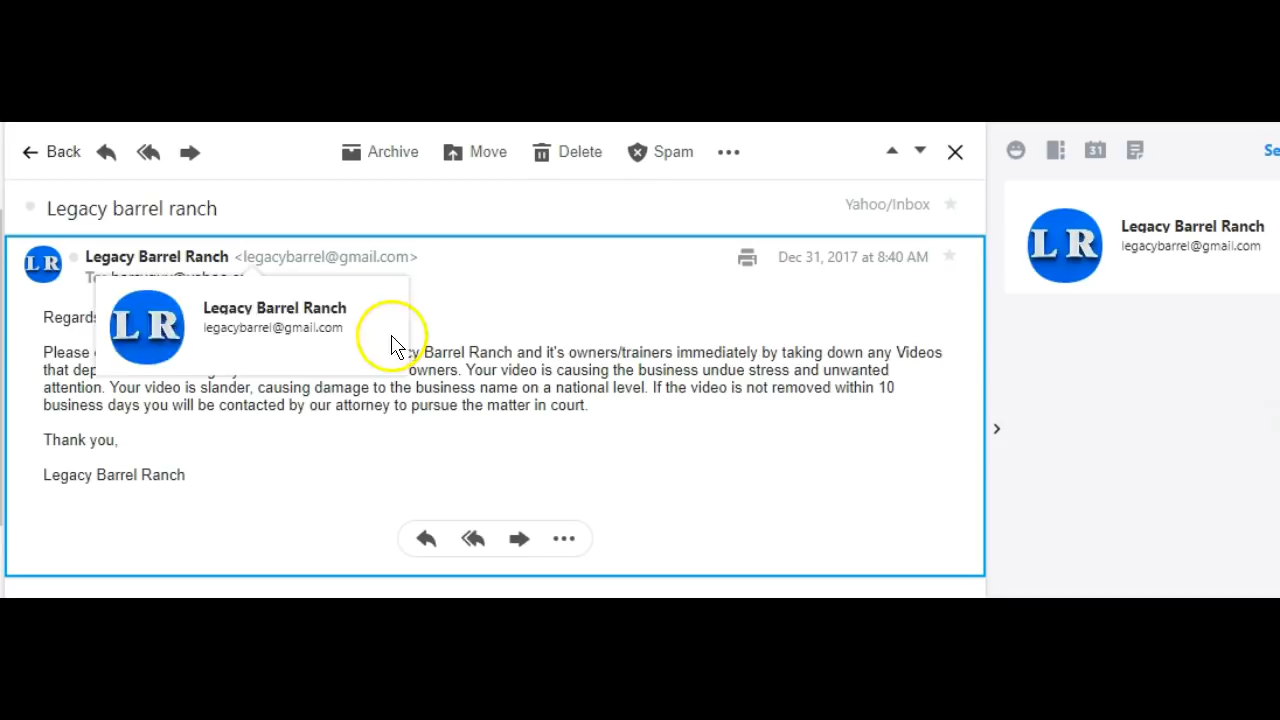 Back
Archive
Move
Delete
Spam
31
Se
Legacy barrel ranch
Yahoo/Inbox
L R
Legacy Barrel Ranch <legacybarrel@gmail.com>
Dec 31, 2017 at 8:40 AM
L R
Legacy Barrel Ranch
legacybarrel@gmail.com
L R
Legacy Barrel Ranch
legacybarrel@gmail.com
Regards
Please Barrel Ranch and it's owners/trainers immediately by taking down any Videos
that owners. Your video is causing the business undue stress and unwanted
attention. Your video is slander, causing damage to the business name on a national level. If the video is not removed within 10
business days you will be contacted by our attorney to pursue the matter in court.
Thank you,
Legacy Barrel Ranch